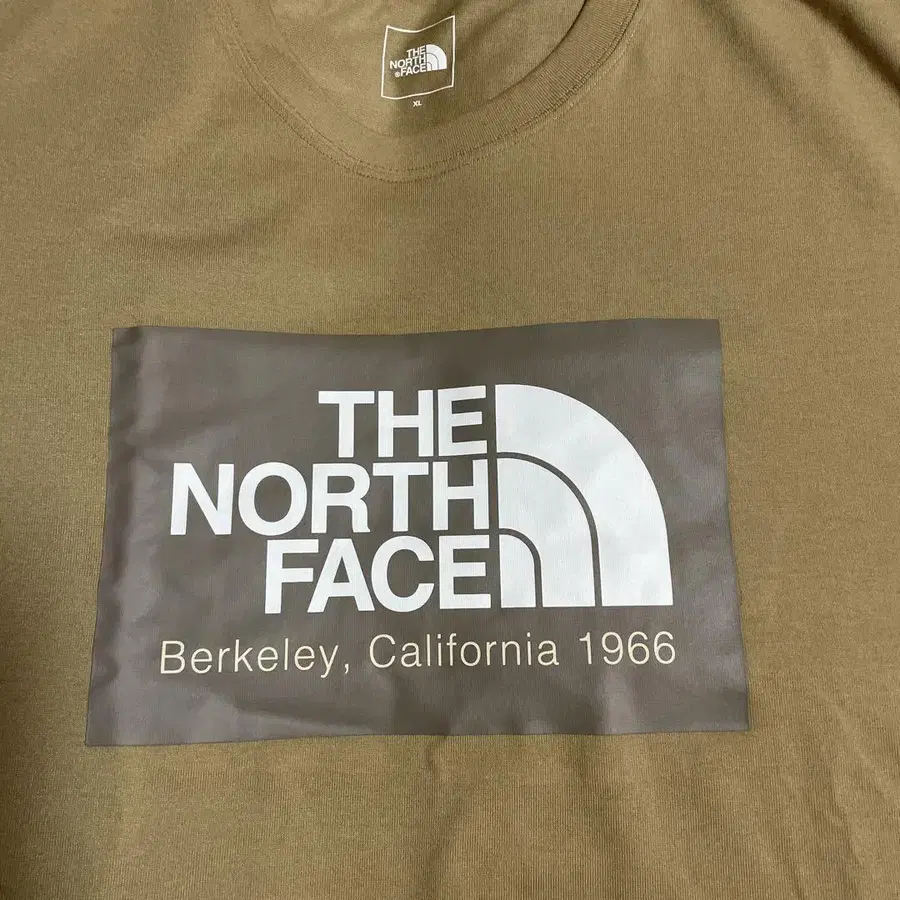 THE
NORTH
®FACE
XL
THE
NORTH
FACE
Berkeley, California 1966